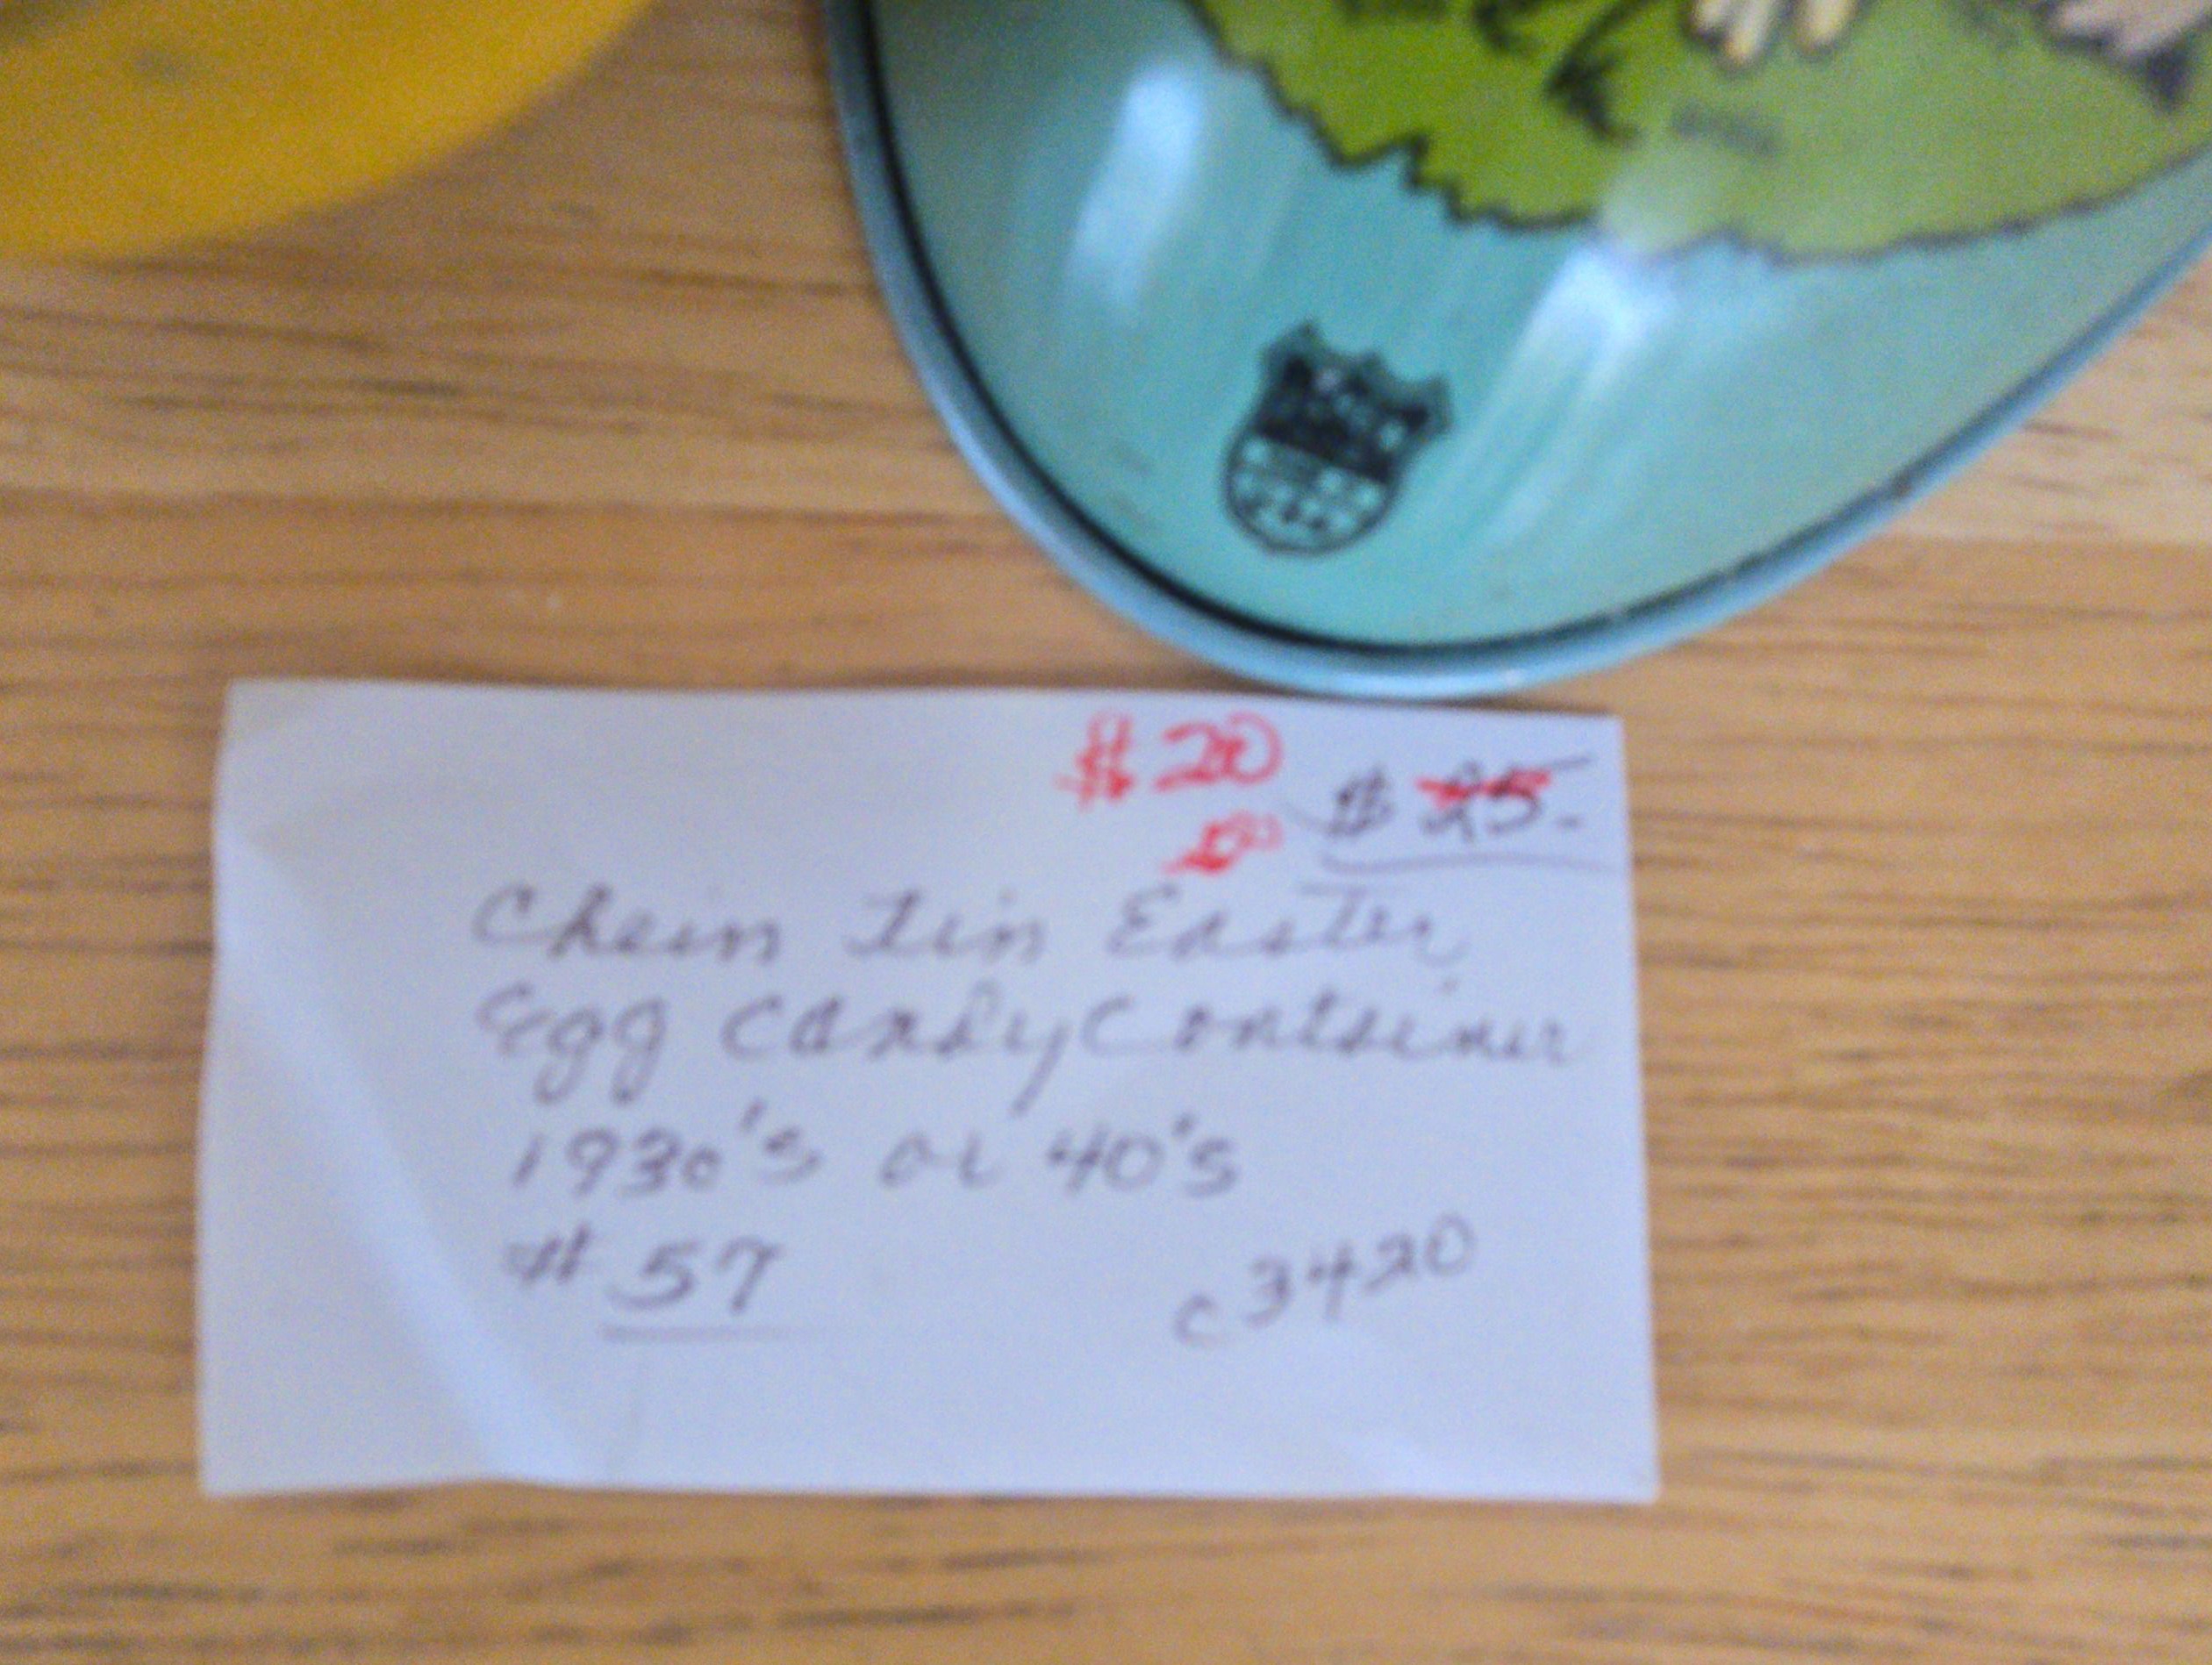 $20
$25.-
Chein Tin Easter
Egg Candy Container
1930's or 40's
# 57
c3420